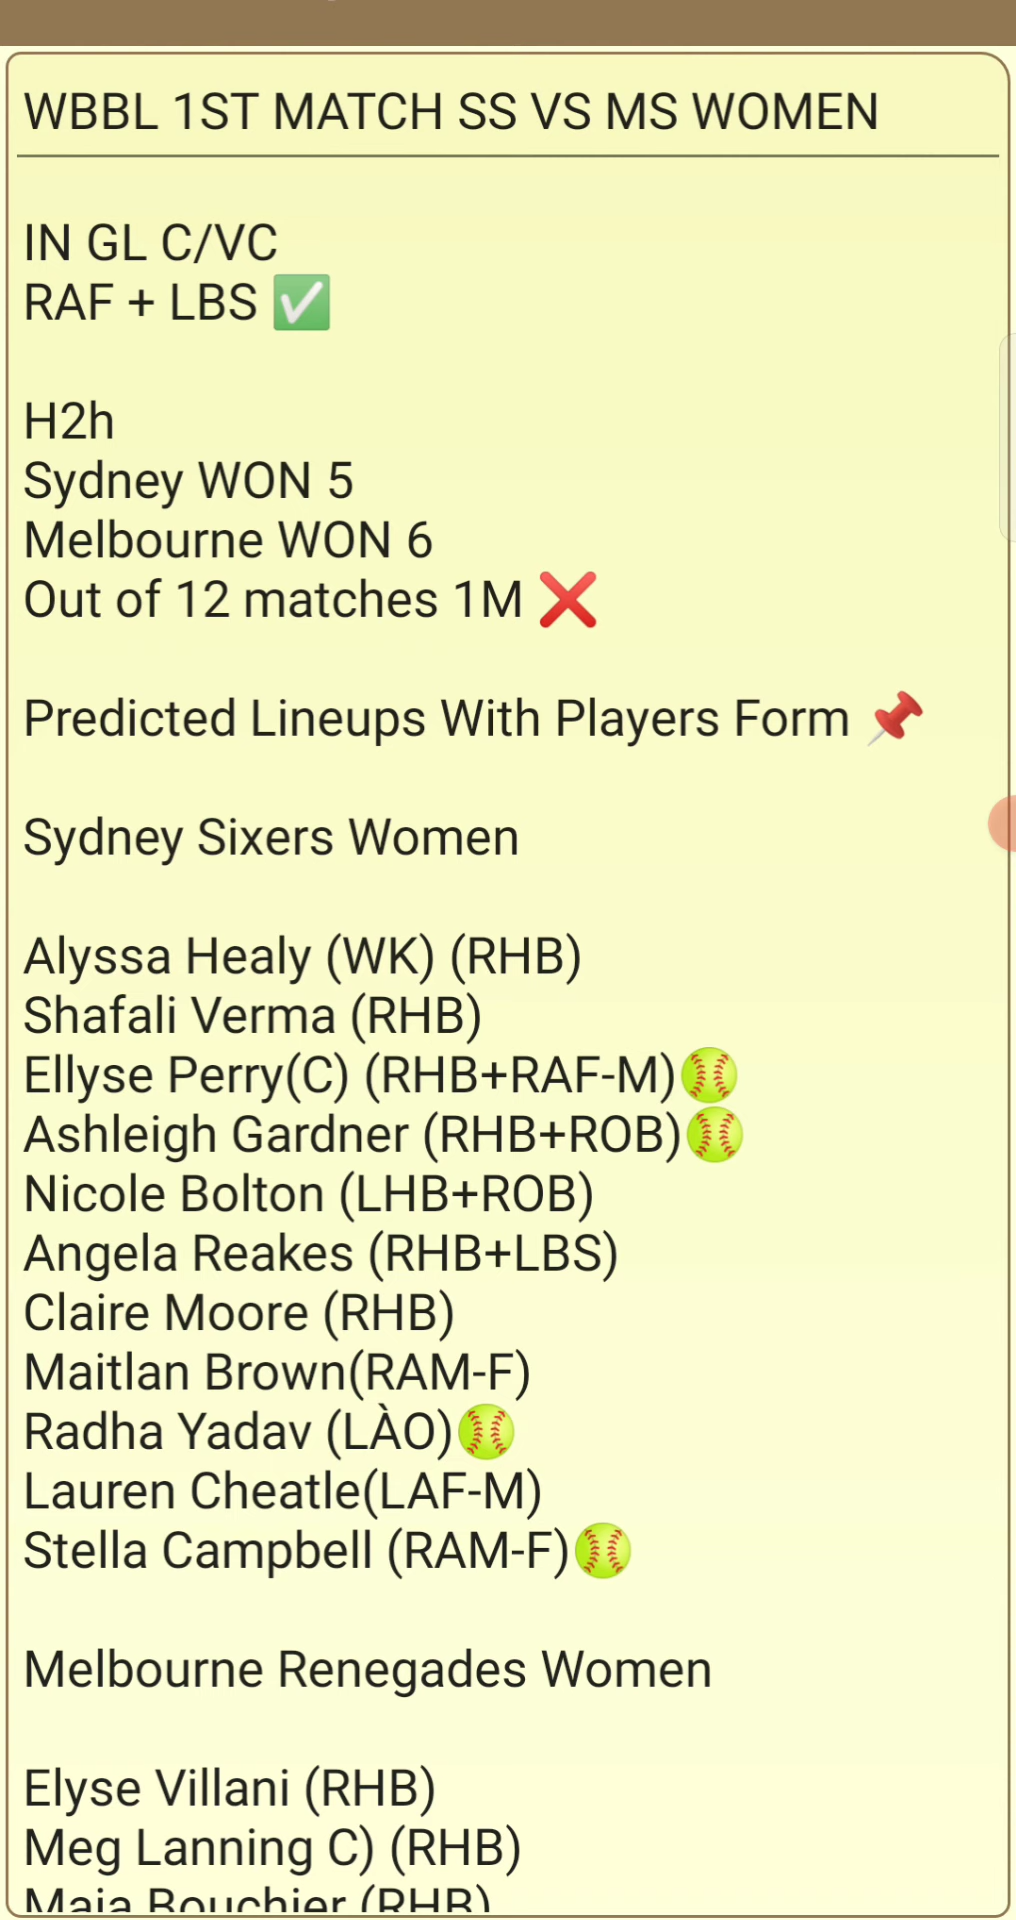 WBBL 1ST MATCH SS VS MS WOMEN
IN GL C/VC
RAF + LBS ✅
H2h
Sydney WON 5
Melbourne WON 6
Out of 12 matches 1M ❌
Predicted Lineups With Players Form 📌
Sydney Sixers Women
Alyssa Healy (WK) (RHB)
Shafali Verma (RHB)
Ellyse Perry(C) (RHB+RAF-M)🥎
Ashleigh Gardner (RHB+ROB)🥎
Nicole Bolton (LHB+ROB)
Angela Reakes (RHB+LBS)
Claire Moore (RHB)
Maitlan Brown(RAM-F)
Radha Yadav (LÀO)🥎
Lauren Cheatle(LAF-M)
Stella Campbell (RAM-F)🥎
Melbourne Renegades Women
Elyse Villani (RHB)
Meg Lanning C) (RHB)
Maia Bouchier (RHB)